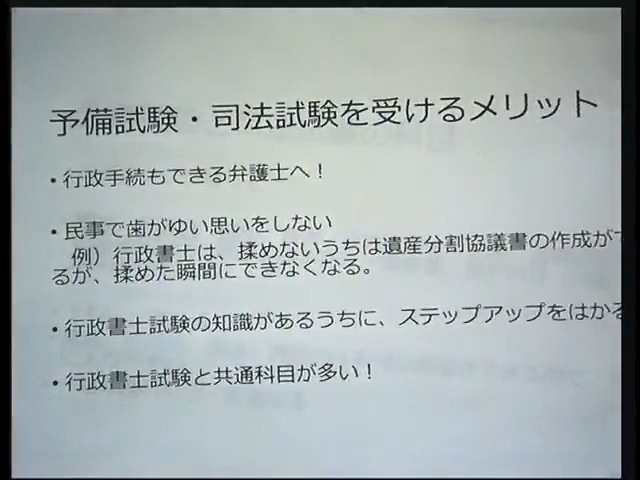 予備試験・司法試験を受けるメリット
・行政手続もできる弁護士へ！
・民事で歯がゆい思いをしない
例）行政書士は、揉めないうちは遺産分割協議書の作成がで
るが、揉めた瞬間にできなくなる。
・行政書士試験の知識があるうちに、ステップアップをはかる
・行政書士試験と共通科目が多い！